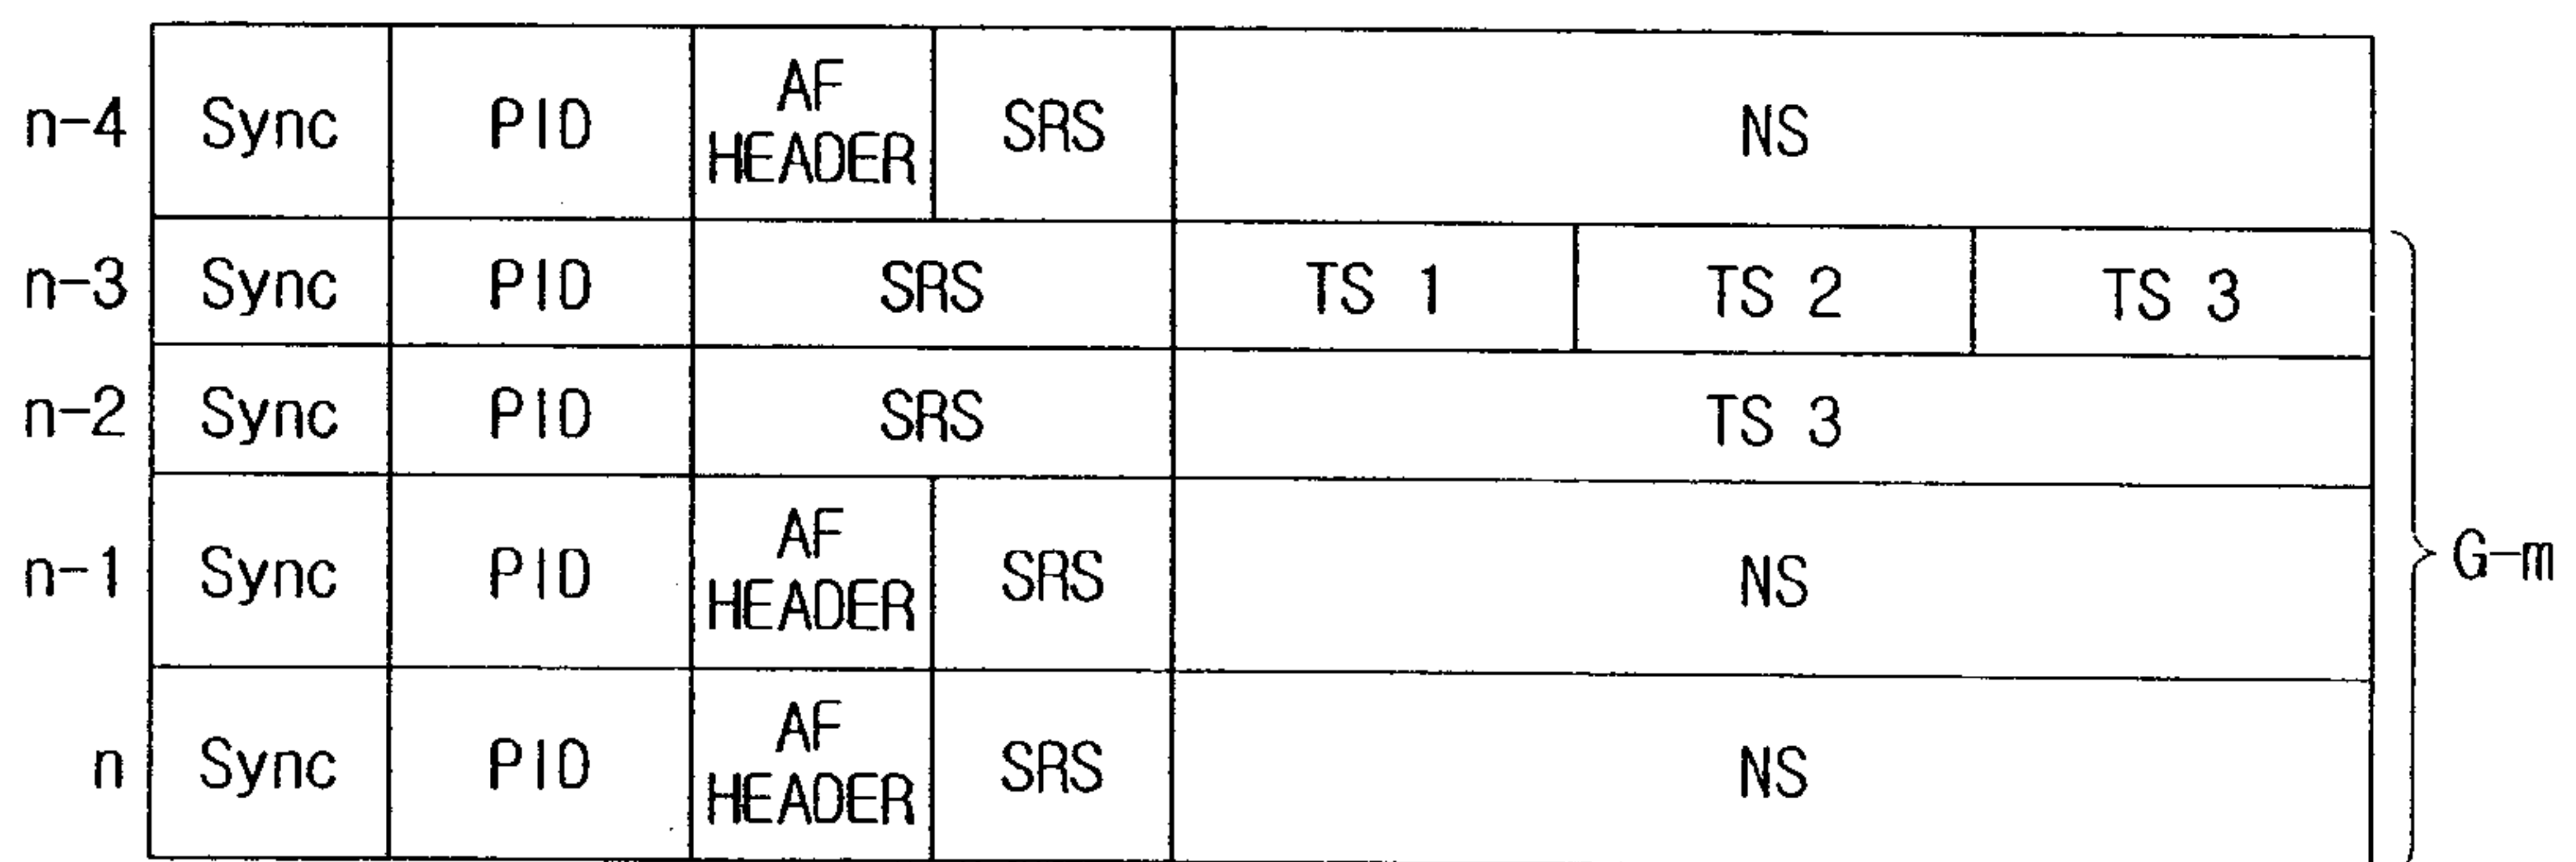 n-4 Sync PID AF HEADER SRS NS
n-3 Sync PID SRS TS 1 TS 2 TS 3
n-2 Sync PID SRS TS 3
n-1 Sync PID AF HEADER SRS NS
G-m
n Sync PID AF HEADER SRS NS